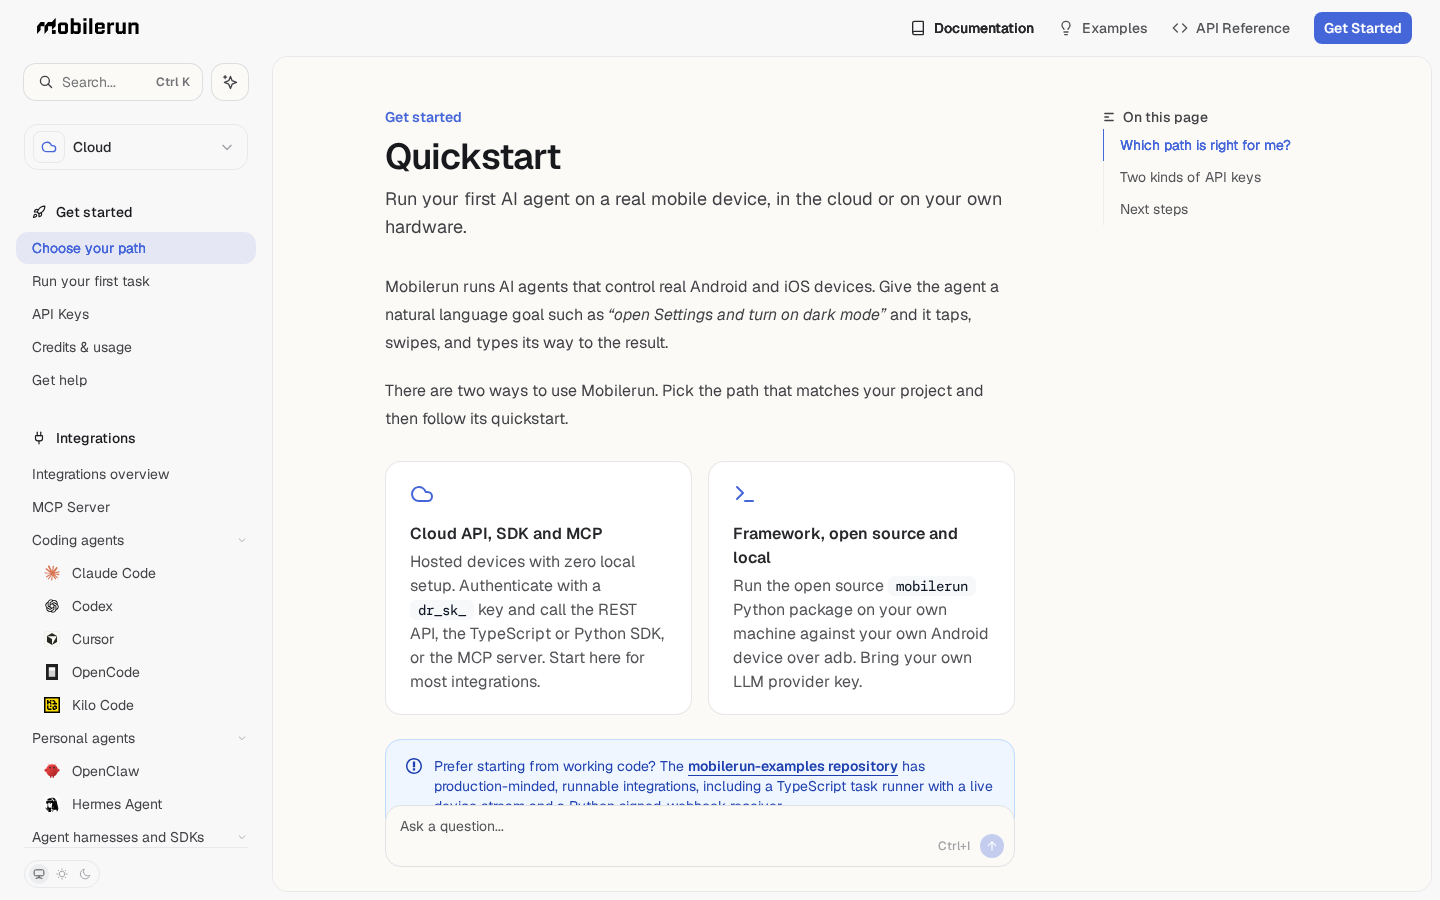 mobilerun
Documentation
Examples
API Reference
Get Started
Search...
Ctrl K
Cloud
Get started
Choose your path
Run your first task
API Keys
Credits & usage
Get help
Integrations
Integrations overview
MCP Server
Coding agents
Claude Code
Codex
Cursor
OpenCode
Kilo Code
Personal agents
OpenClaw
Hermes Agent
Agent harnesses and SDKs
Get started
Quickstart
Run your first AI agent on a real mobile device, in the cloud or on your own
hardware.
Mobilerun runs AI agents that control real Android and iOS devices. Give the agent a
natural language goal such as “open Settings and turn on dark mode” and it taps,
swipes, and types its way to the result.
There are two ways to use Mobilerun. Pick the path that matches your project and
then follow its quickstart.
Cloud API, SDK and MCP
Hosted devices with zero local
setup. Authenticate with a
dr_sk_ key and call the REST
API, the TypeScript or Python SDK,
or the MCP server. Start here for
most integrations.
Framework, open source and
local
Run the open source mobilerun
Python package on your own
machine against your own Android
device over adb. Bring your own
LLM provider key.
Prefer starting from working code? The mobilerun-examples repository has
production-minded, runnable integrations, including a TypeScript task runner with a live
device stream and a Python signed-webhook receiver.
Ask a question...
Ctrl+I
On this page
Which path is right for me?
Two kinds of API keys
Next steps